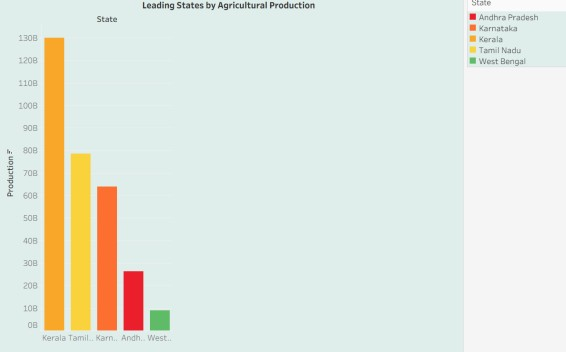 Leading States by Agricultural Production
State
130B
120B
110B
100B
90B
80B
70B
60B
50B
40B
30B
20B
10B
0B
Production
Kerala Tamil.. Karn.. Andh.. West..
State
Andhra Pradesh
Karnataka
Kerala
Tamil Nadu
West Bengal